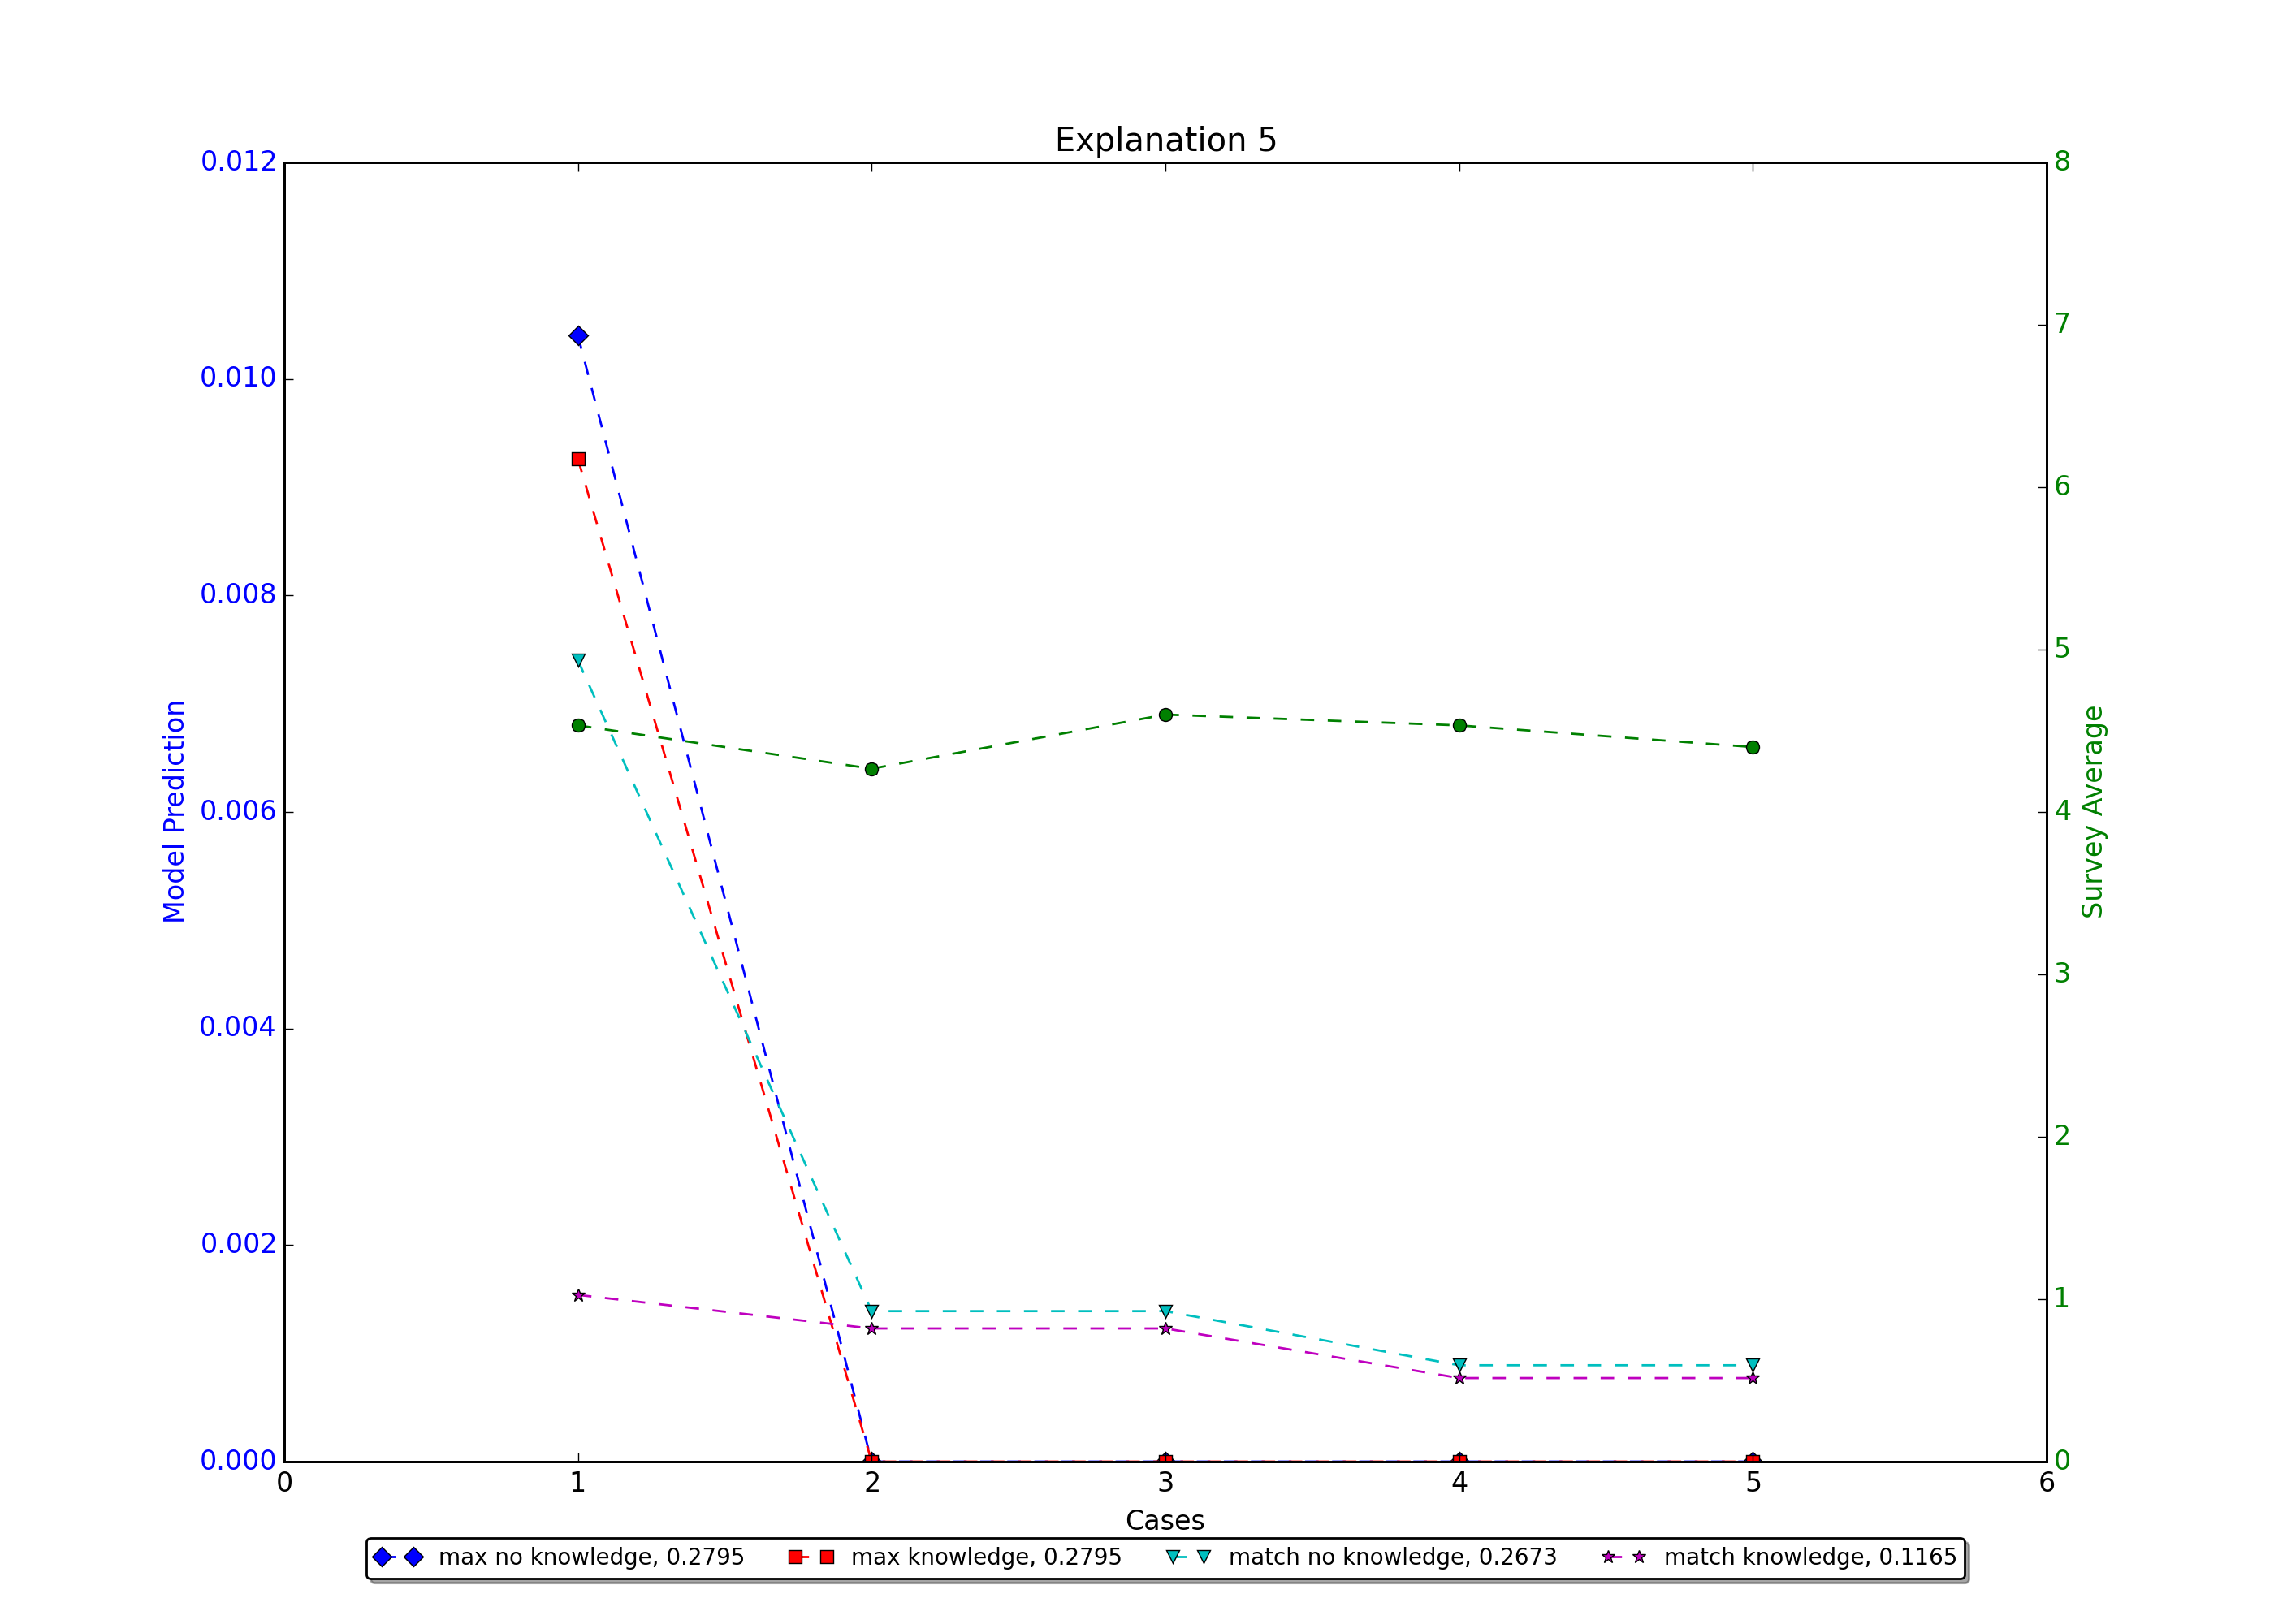 Explanation 5
0.012
0.010
0.008
0.006
0.004
0.002
0.000
Model Prediction
8
7
6
5
4
3
2
1
0
Survey Average
0 1 2 3 4 5 6
Cases
max no knowledge, 0.2795 max knowledge, 0.2795 match no knowledge, 0.2673 match knowledge, 0.1165